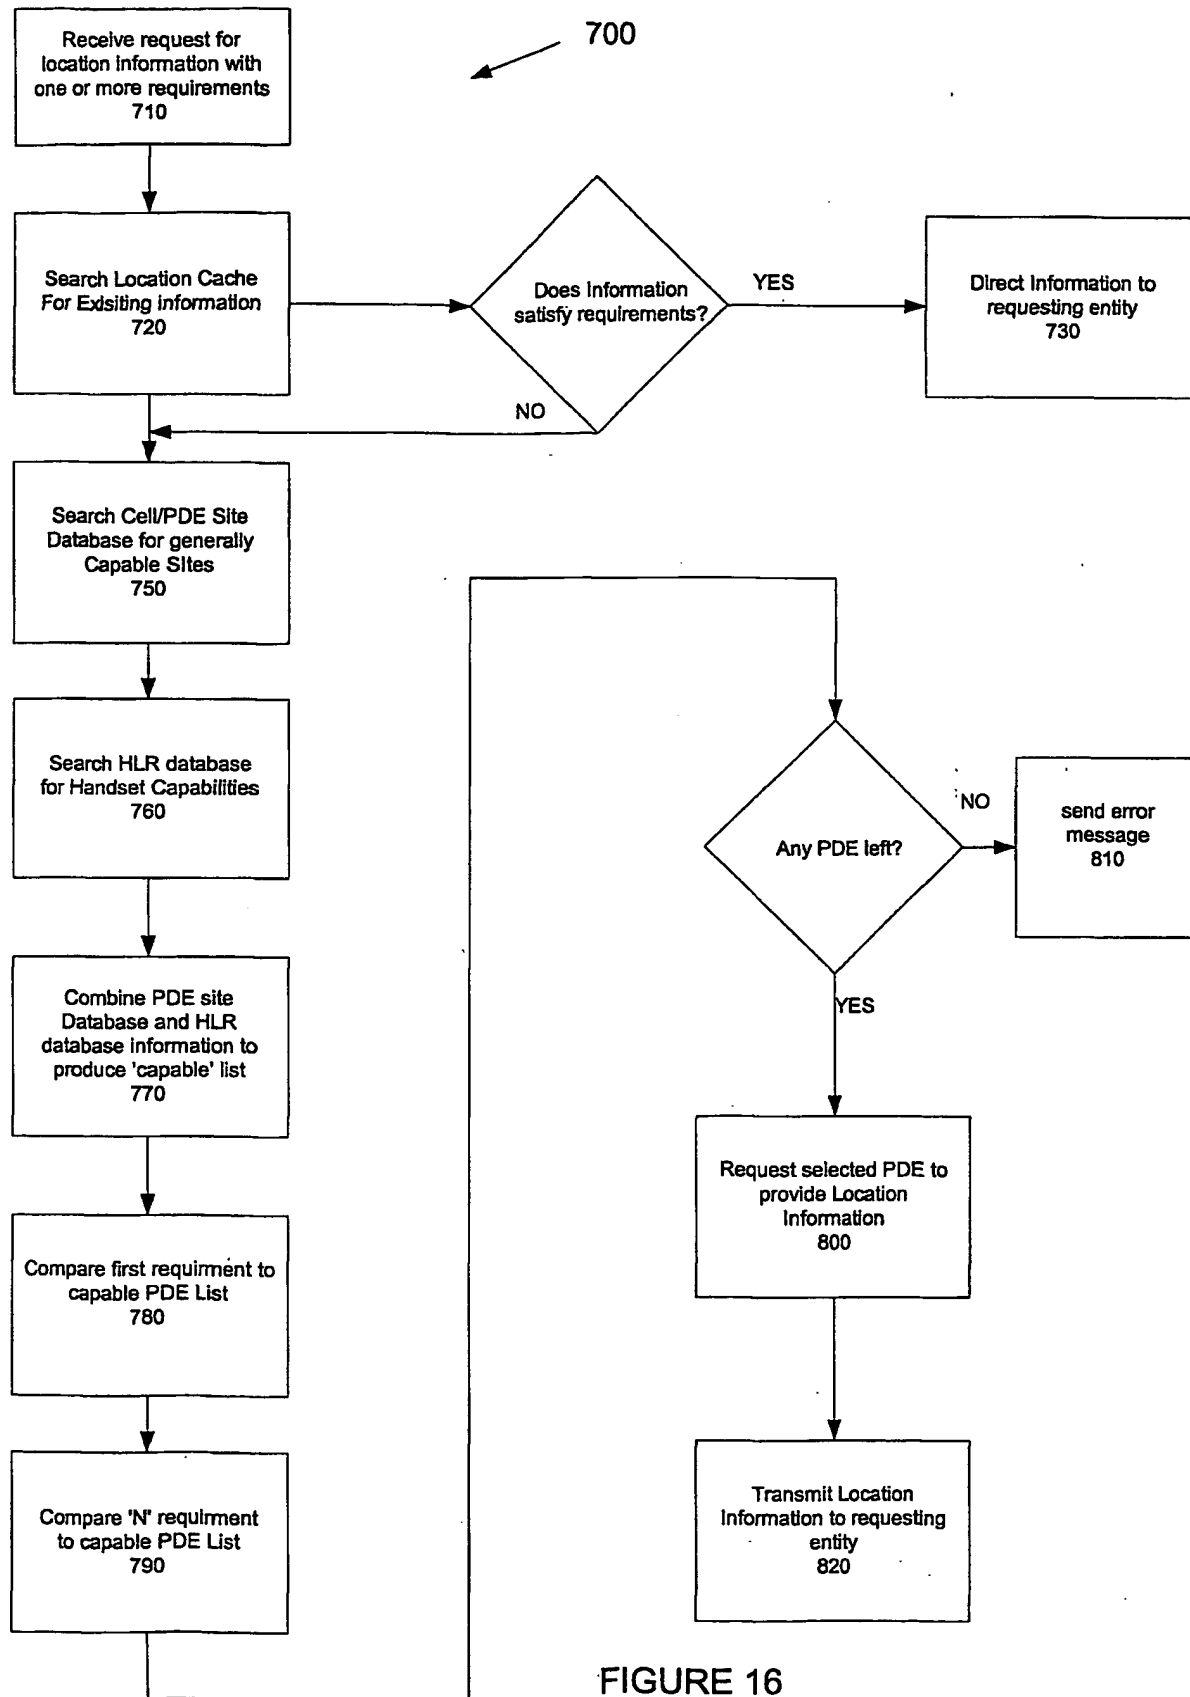 700
Receive request for
location information with
one or more requirements
710
Search Location Cache
For Exisiting information
720
Does Information
satisfy requirements?
YES
NO
Direct Information to
requesting entity
730
Search Cell/PDE Site
Database for generally
Capable Sites
750
Search HLR database
for Handset Capabilities
760
Combine PDE site
Database and HLR
database information to
produce 'capable' list
770
Compare first requirment to
capable PDE List
780
Compare 'N' requirment
to capable PDE List
790
Any PDE left?
NO
send error
message
810
YES
Request selected PDE to
provide Location
Information
800
Transmit Location
Information to requesting
entity
820
FIGURE 16